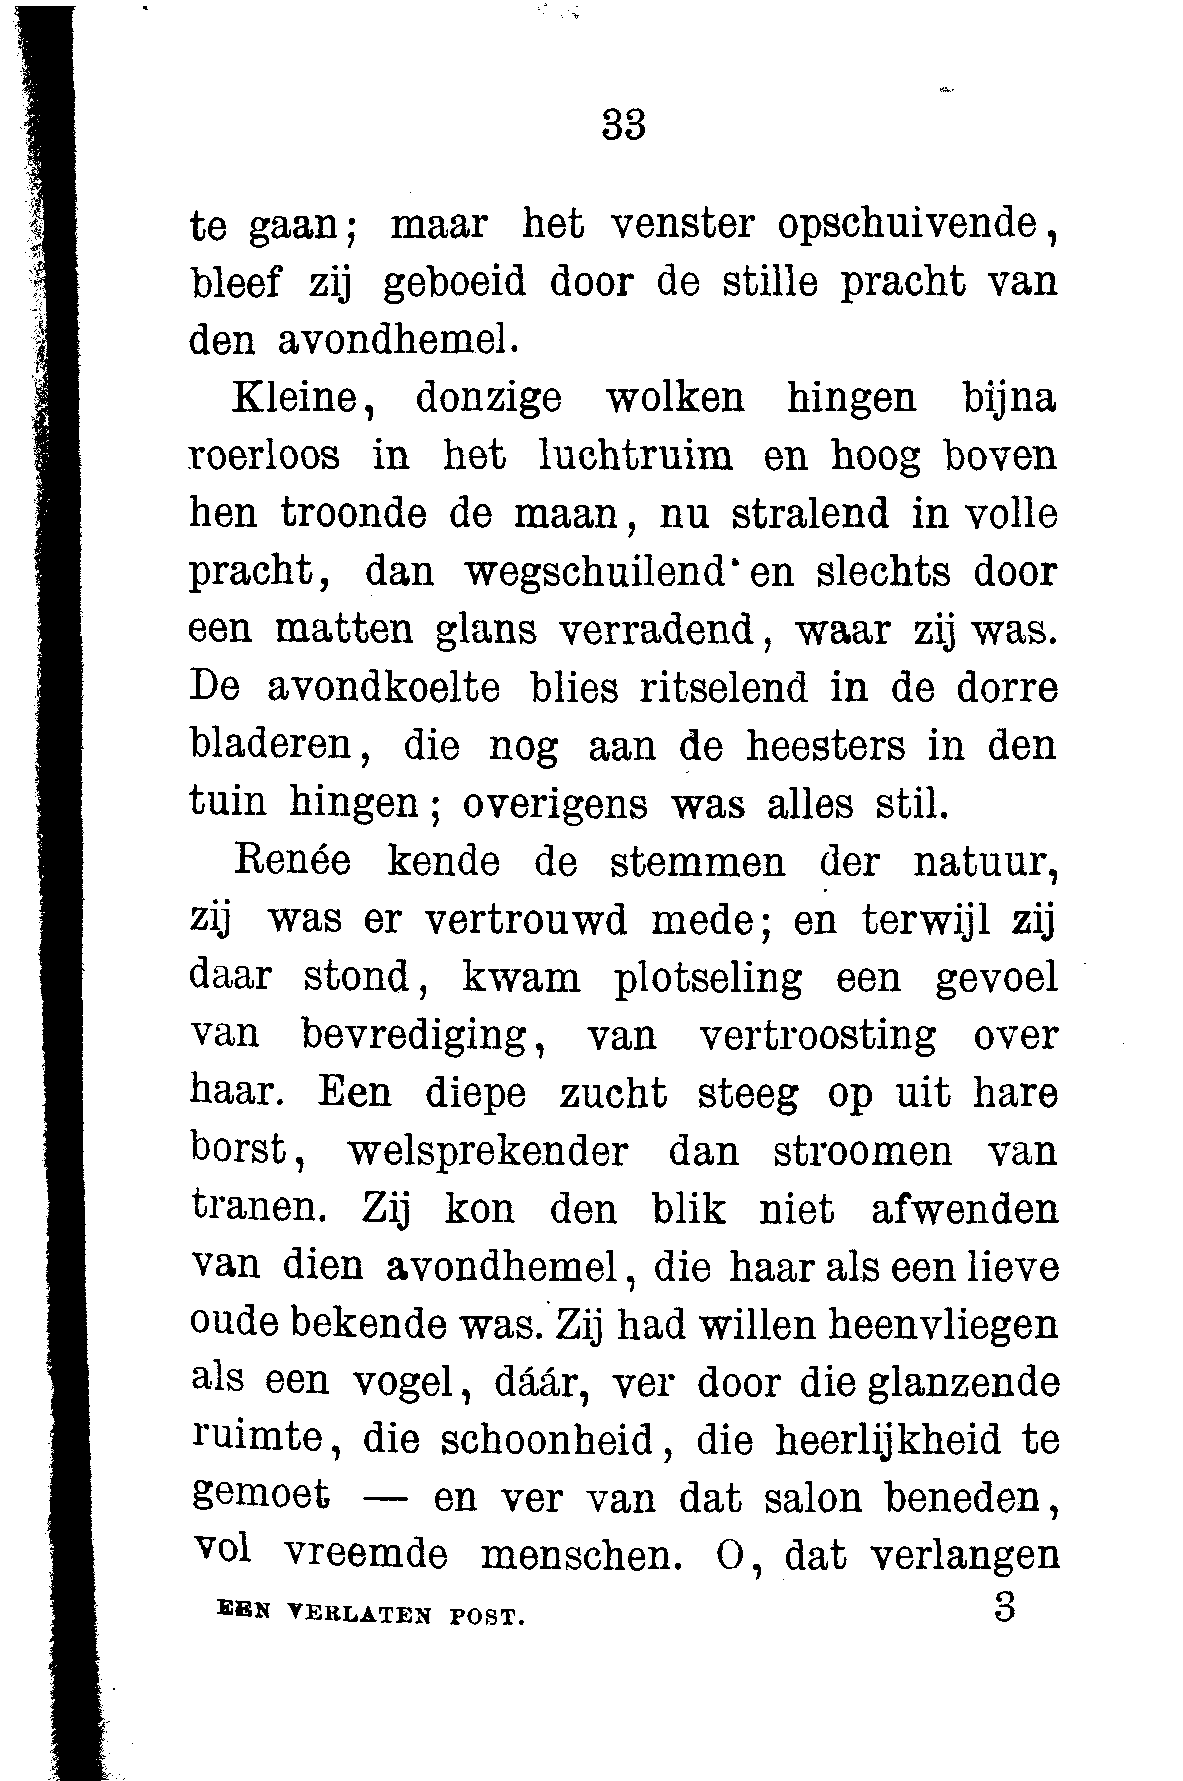 33
te gaan; maar het venster opschuivende,
bleef zij geboeid door de stille pracht van
den avondhemel.
Kleine, donzige wolken hingen bijna
roerloos in het luchtruim en hoog boven
hen troonde de maan, nu stralend in volle
pracht, dan wegschuilend en slechts door
een matten glans verradend, waar zij was.
De avondkoelte blies ritselend in de dorre
bladeren, die nog aan de heesters in den
tuin hingen; overigens was alles stil.
Renée kende de stemmen der natuur,
zij was er vertrouwd mede; en terwijl zij
daar stond, kwam plotseling een gevoel
van bevrediging, van vertroosting over
haar. Een diepe zucht steeg op uit hare
borst, welsprekender dan stroomen van
tranen. Zij kon den blik niet afwenden
van dien avondhemel, die haar als een lieve
oude bekende was. Zij had willen heenvliegen
als een vogel, dáár, ver door die glanzende
ruimte, die schoonheid, die heerlijkheid te
gemoet — en ver van dat salon beneden,
vol vreemde menschen. O, dat verlangen
EEN VERLATEN POST. 3